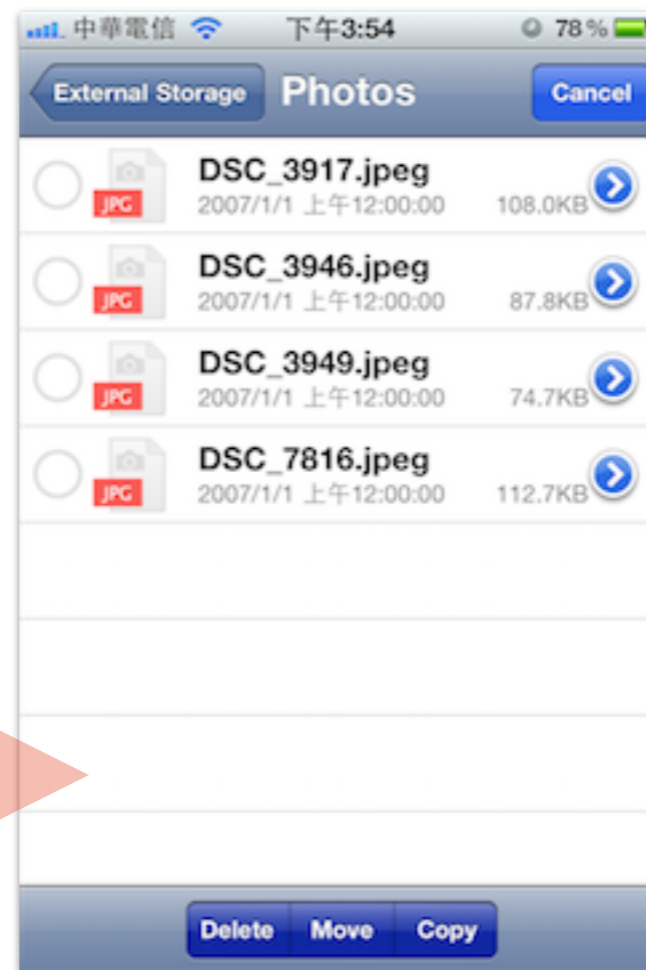 中華電信 下午3:54 78%
External Storage Photos Cancel
DSC_3917.jpeg
JPG 2007/1/1 上午12:00:00 108.0KB
DSC_3946.jpeg
JPG 2007/1/1 上午12:00:00 87.8KB
DSC_3949.jpeg
JPG 2007/1/1 上午12:00:00 74.7KB
DSC_7816.jpeg
JPG 2007/1/1 上午12:00:00 112.7KB
Delete Move Copy